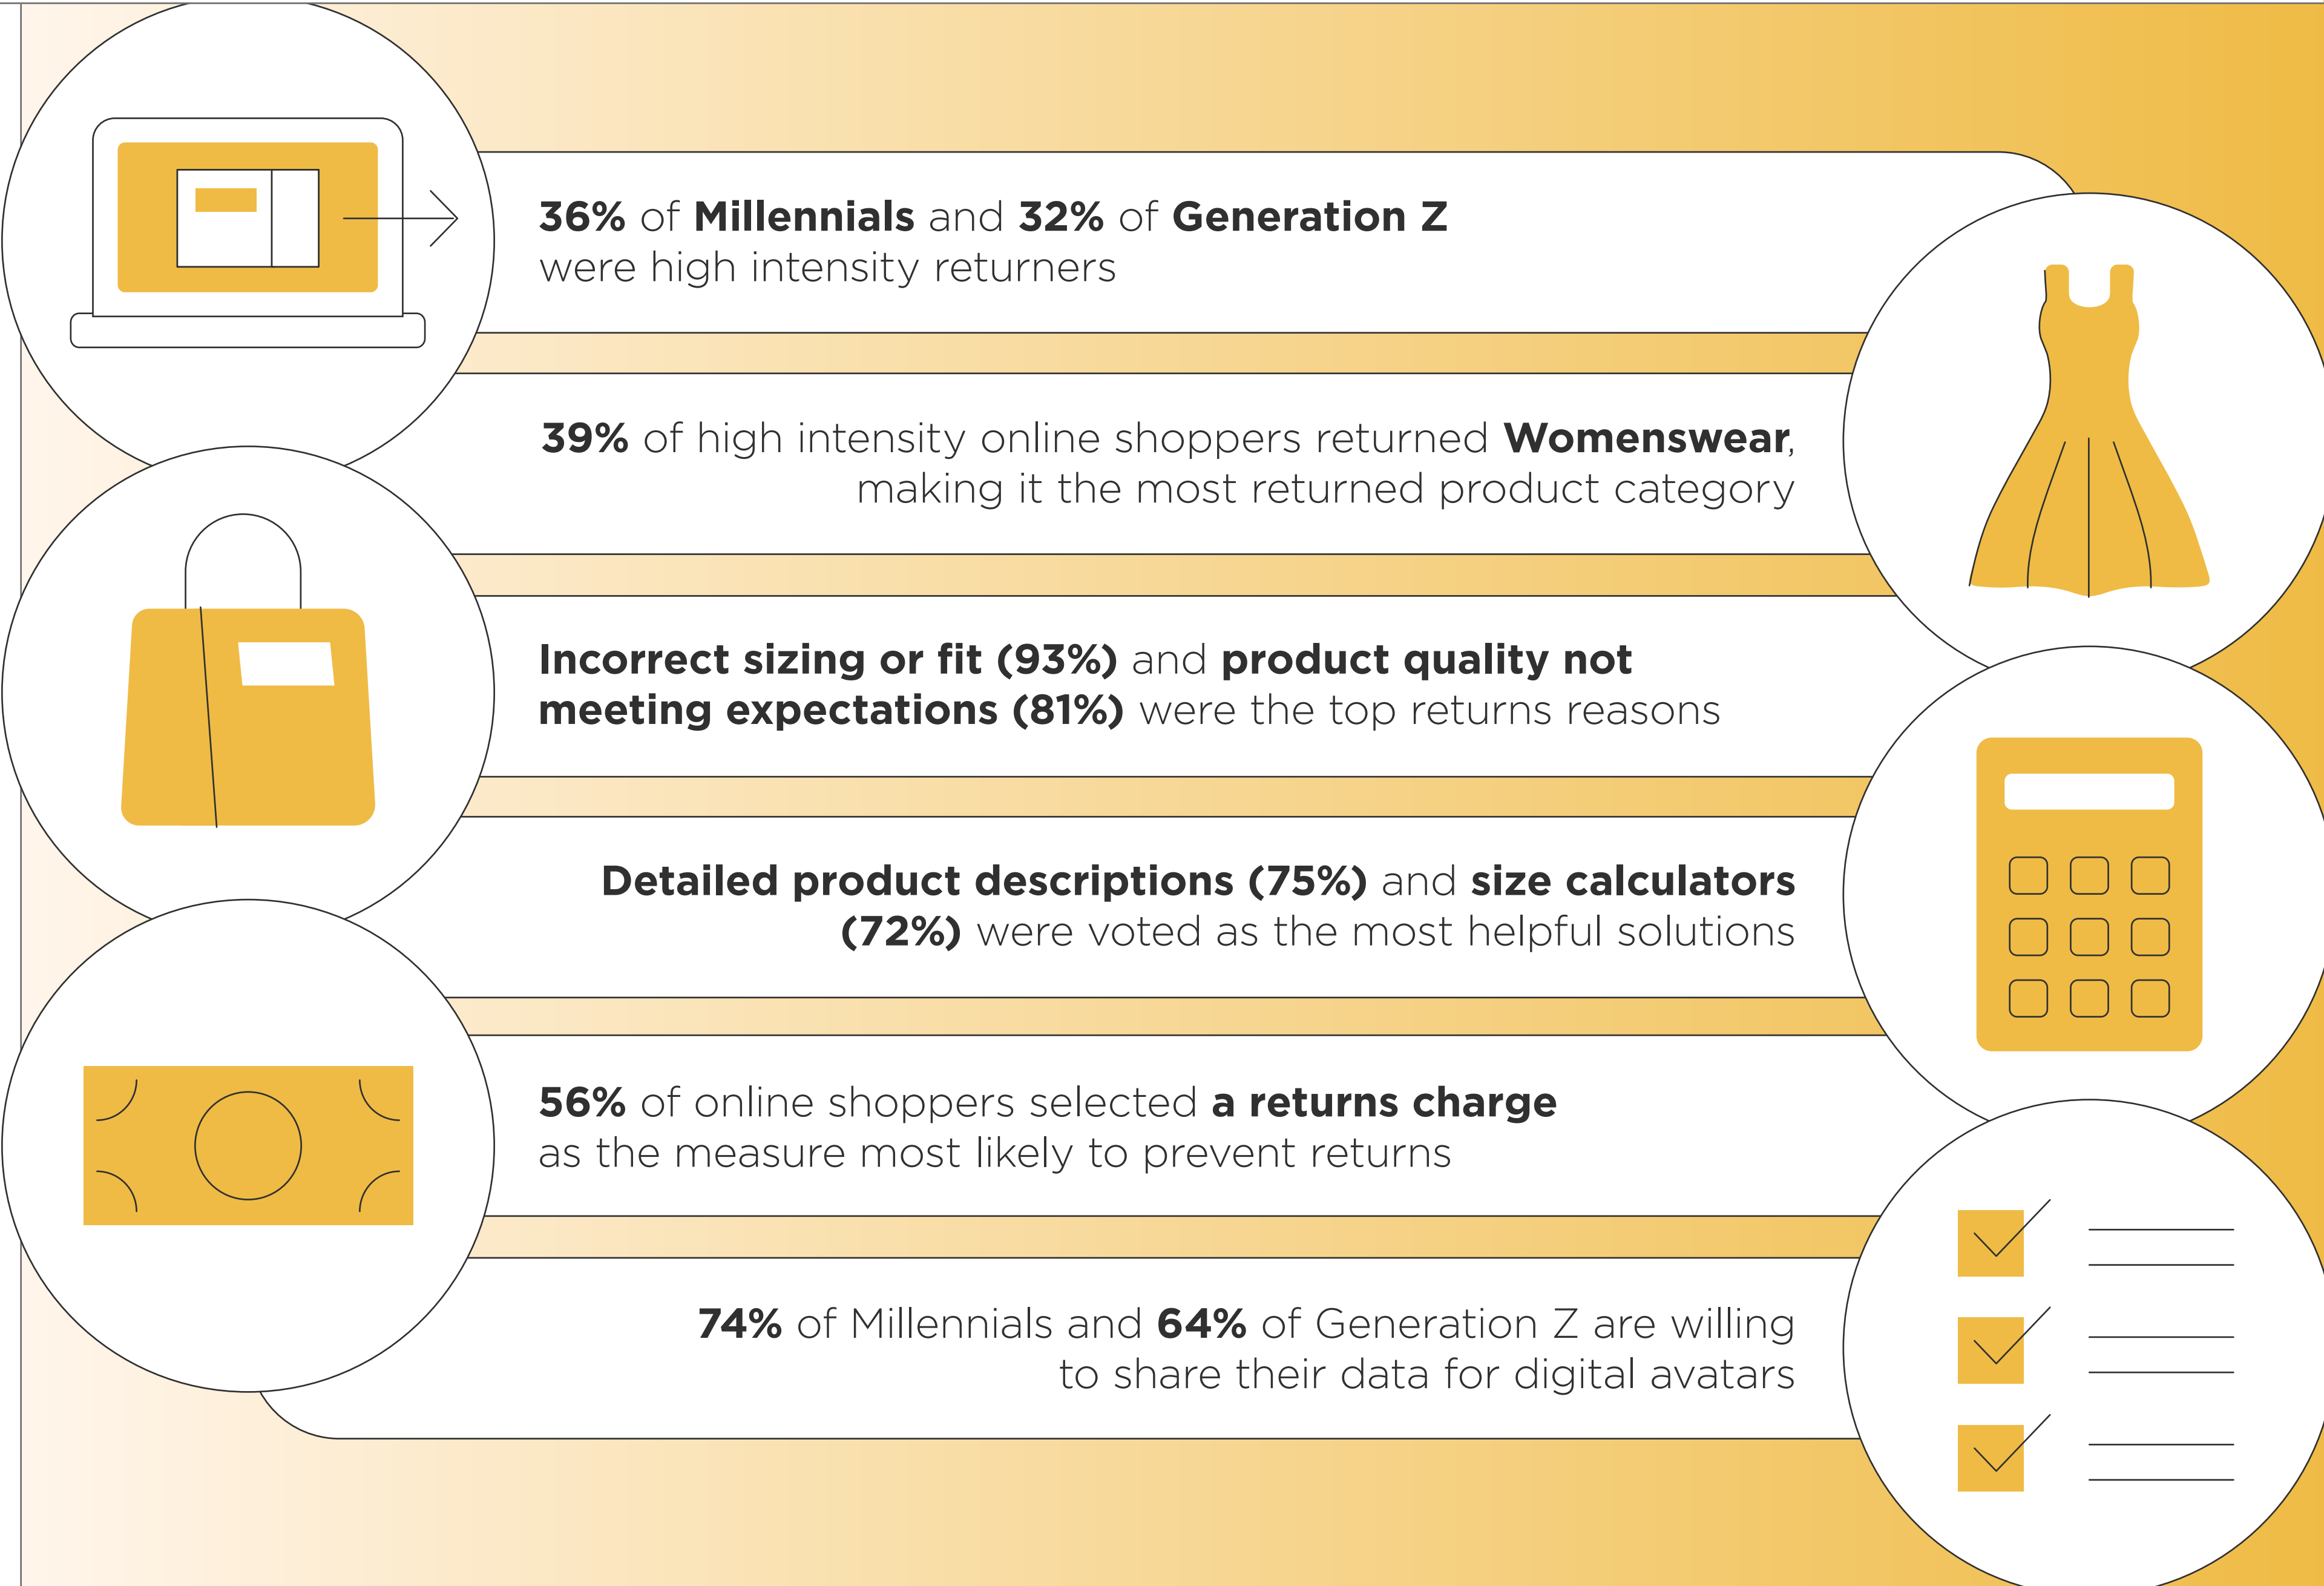 36% of Millennials and 32% of Generation Z
were high intensity returners
39% of high intensity online shoppers returned Womenswear,
making it the most returned product category
Incorrect sizing or fit (93%) and product quality not
meeting expectations (81%) were the top returns reasons
Detailed product descriptions (75%) and size calculators
(72%) were voted as the most helpful solutions
56% of online shoppers selected a returns charge
as the measure most likely to prevent returns
74% of Millennials and 64% of Generation Z are willing
to share their data for digital avatars